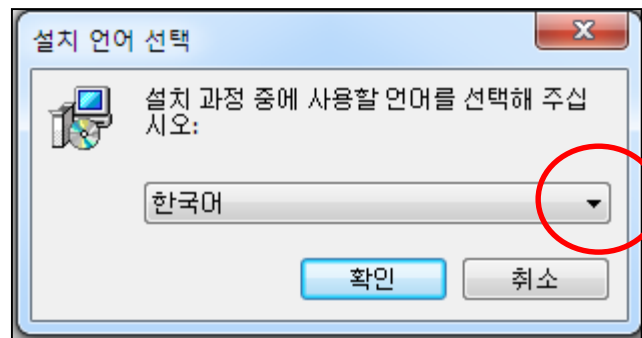 설치 언어 선택
설치 과정 중에 사용할 언어를 선택해 주십
시오:
한국어
확인
취소